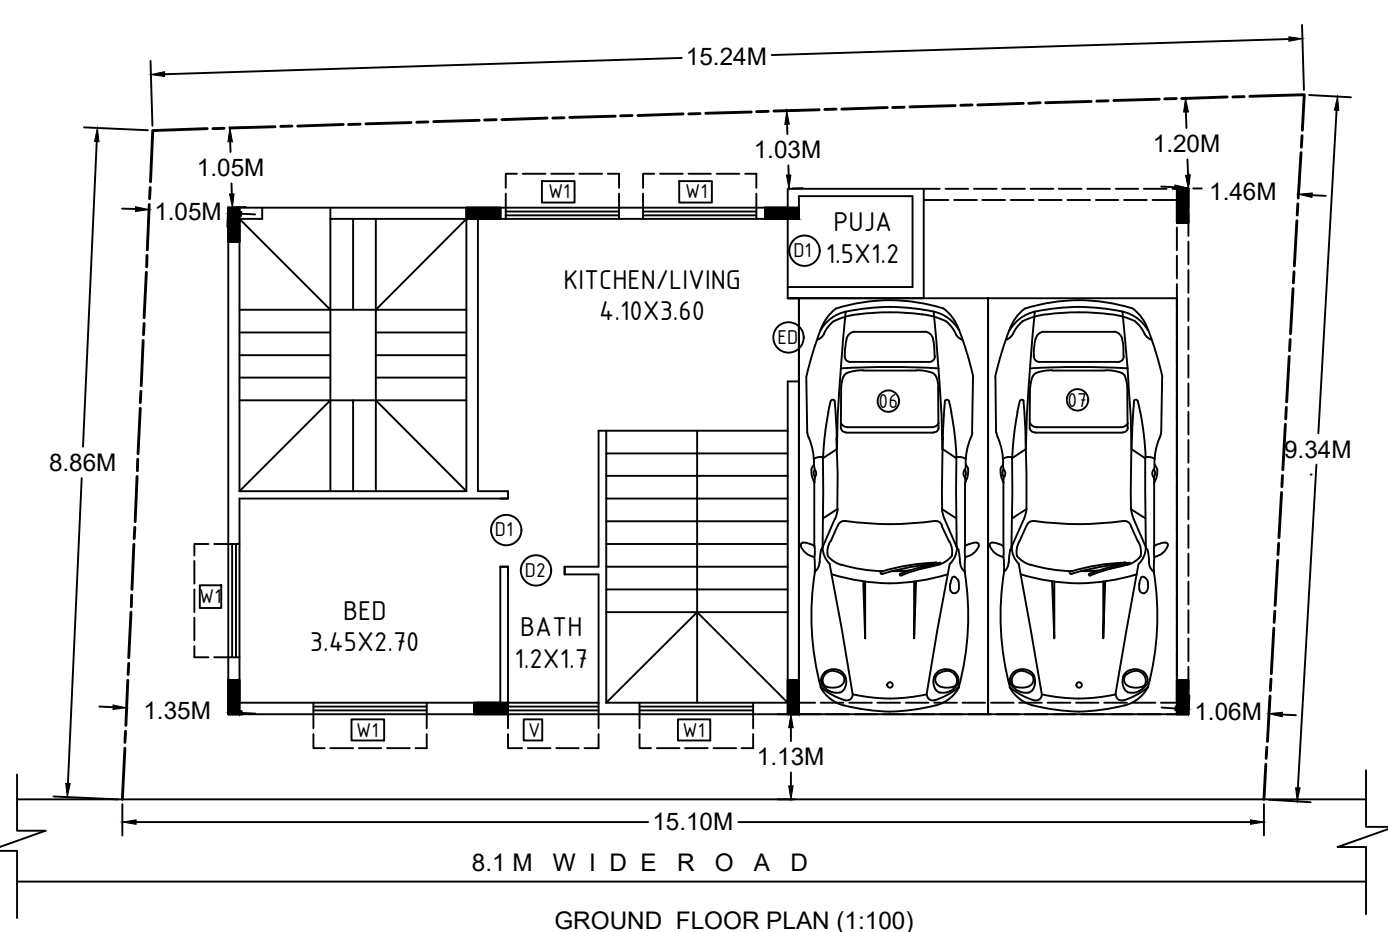 15.24M
1.05M
1.03M
1.20M
1.05M
W1
W1
1.46M
PUJA
D1
1.5X1.2
KITCHEN/LIVING
4.10X3.60
ED
06
07
8.86M
9.34M
D1
D2
W1
BED
3.45X2.70
BATH
1.2X1.7
1.35M
1.06M
W1
V
W1
1.13M
15.10M
8.1 M W I D E R O A D
GROUND FLOOR PLAN (1:100)